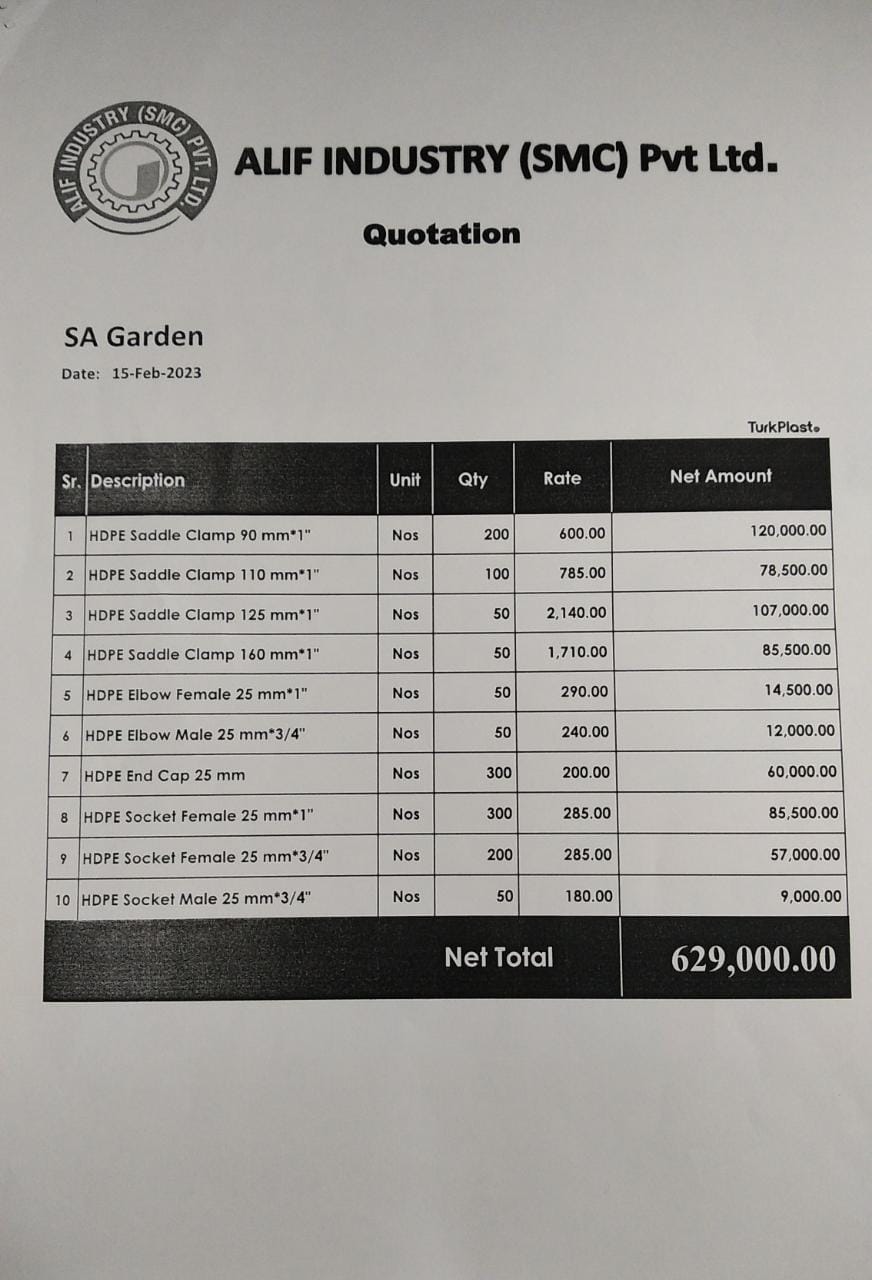 ALIF INDUSTRY (SMC) PVT. LTD.
ALIF INDUSTRY (SMC) Pvt Ltd.
Quotation
SA Garden
Date: 15-Feb-2023
TurkPlast
Sr. Description Unit Qty Rate Net Amount
1 HDPE Saddle Clamp 90 mm*1" Nos 200 600.00 120,000.00
2 HDPE Saddle Clamp 110 mm*1" Nos 100 785.00 78,500.00
3 HDPE Saddle Clamp 125 mm*1" Nos 50 2,140.00 107,000.00
4 HDPE Saddle Clamp 160 mm*1" Nos 50 1,710.00 85,500.00
5 HDPE Elbow Female 25 mm*1" Nos 50 290.00 14,500.00
6 HDPE Elbow Male 25 mm*3/4" Nos 50 240.00 12,000.00
7 HDPE End Cap 25 mm Nos 300 200.00 60,000.00
8 HDPE Socket Female 25 mm*1" Nos 300 285.00 85,500.00
9 HDPE Socket Female 25 mm*3/4" Nos 200 285.00 57,000.00
10 HDPE Socket Male 25 mm*3/4" Nos 50 180.00 9,000.00
Net Total 629,000.00